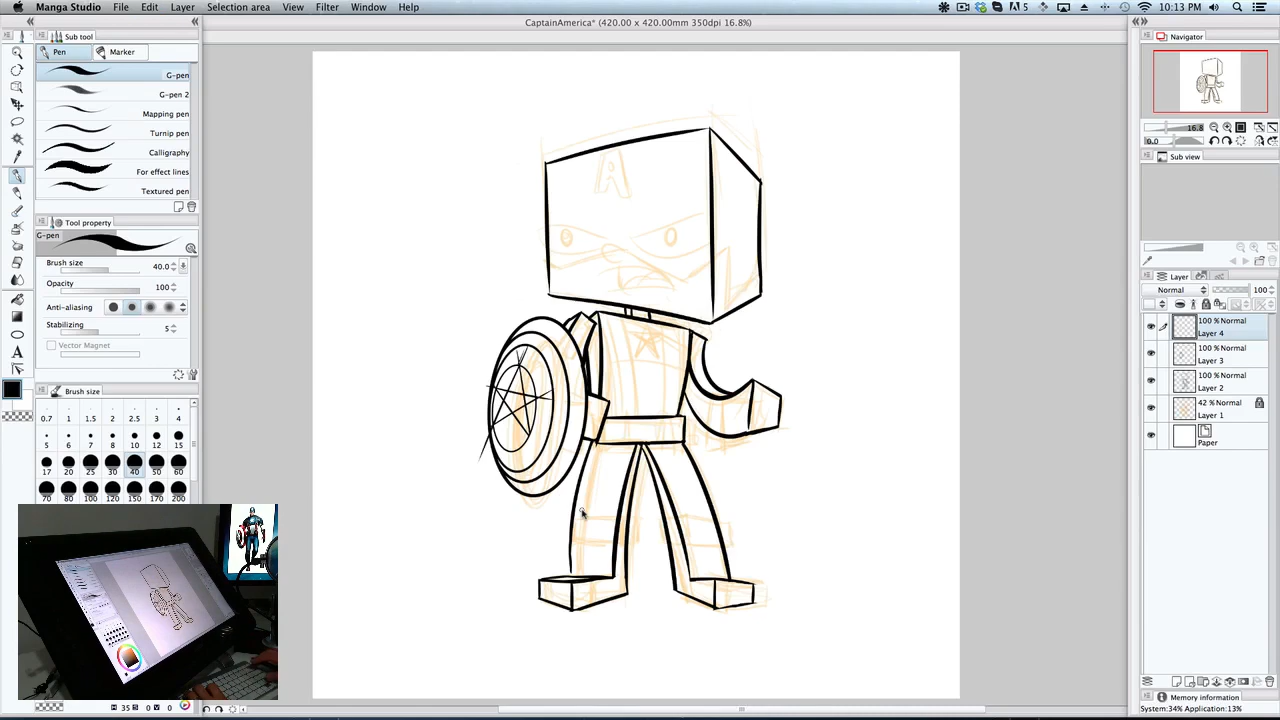 Manga Studio File Edit Layer Selection area View Filter Window Help
5 10:13 PM
CaptainAmerica* (420.00 x 420.00mm 350dpi 16.8%)
Sub tool
Pen Marker
G-pen
G-pen 2
Mapping pen
Turnip pen
Calligraphy
For effect lines
Textured pen
Tool property
G-pen
Brush size 40.0
Opacity 100
Anti-aliasing
Stabilizing 5
Vector Magnet
Brush size
0.7 1 2 2.5 3 4
5 6 7 8 10 12 15
17 20 25 30 40 50 60
70 80 100 120 150 170 200
H 35 S 0 V 0
A
Navigator
16.8
0.0
Sub view
Layer
Normal 100
100 % Normal
Layer 4
100 % Normal
Layer 3
100 % Normal
Layer 2
42 % Normal
Layer 1
Paper
Memory information
System:34% Application:13%